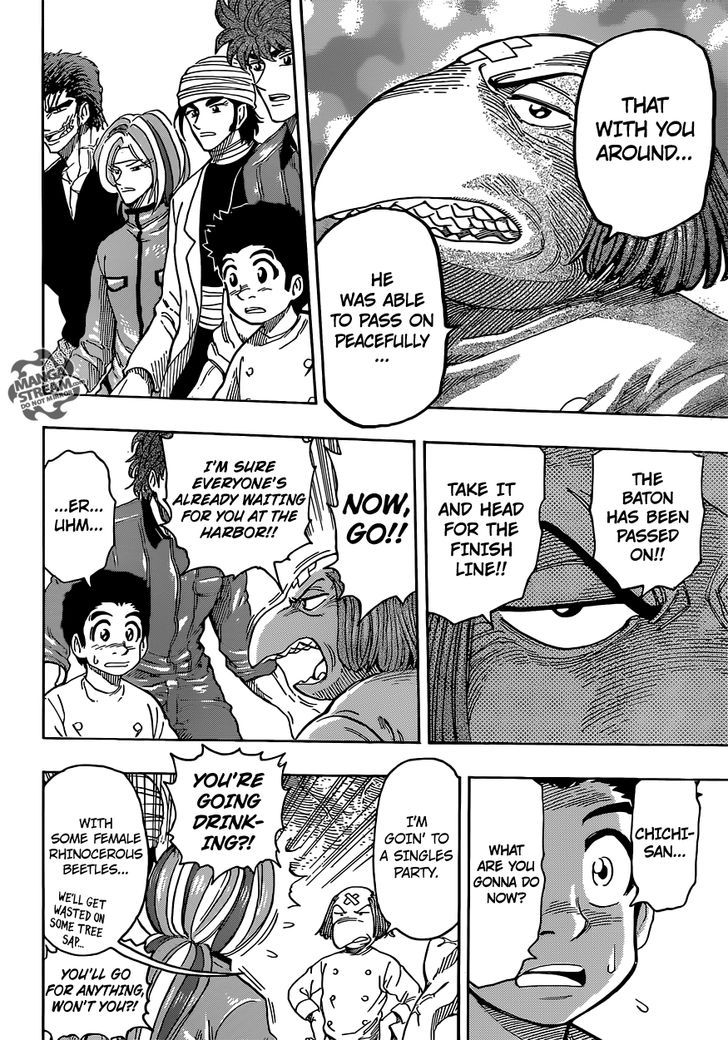 THAT
WITH YOU
AROUND...
HE
WAS ABLE
TO PASS ON
PEACEFULLY
...
MANGA
STREAM.com
DO NOT MIRROR
THE
BATON
HAS BEEN
PASSED
ON!!
TAKE IT
AND HEAD
FOR THE
FINISH
LINE!!
NOW,
GO!!
I'M SURE
EVERYONE'S
ALREADY WAITING
FOR YOU AT THE
HARBOR!!
...ER...
UHM...
CHICHI-
SAN...
WHAT ARE
YOU GONNA
DO NOW?
I'M
GOIN' TO
A SINGLES
PARTY.
YOU'RE
GOING
DRINK-
ING?!
WITH
SOME FEMALE
RHINOCEROUS
BEETLES...
WE'LL GET
WASTED ON
SOME TREE
SAP...
YOU'LL GO
FOR ANYTHING,
WON'T YOU?!